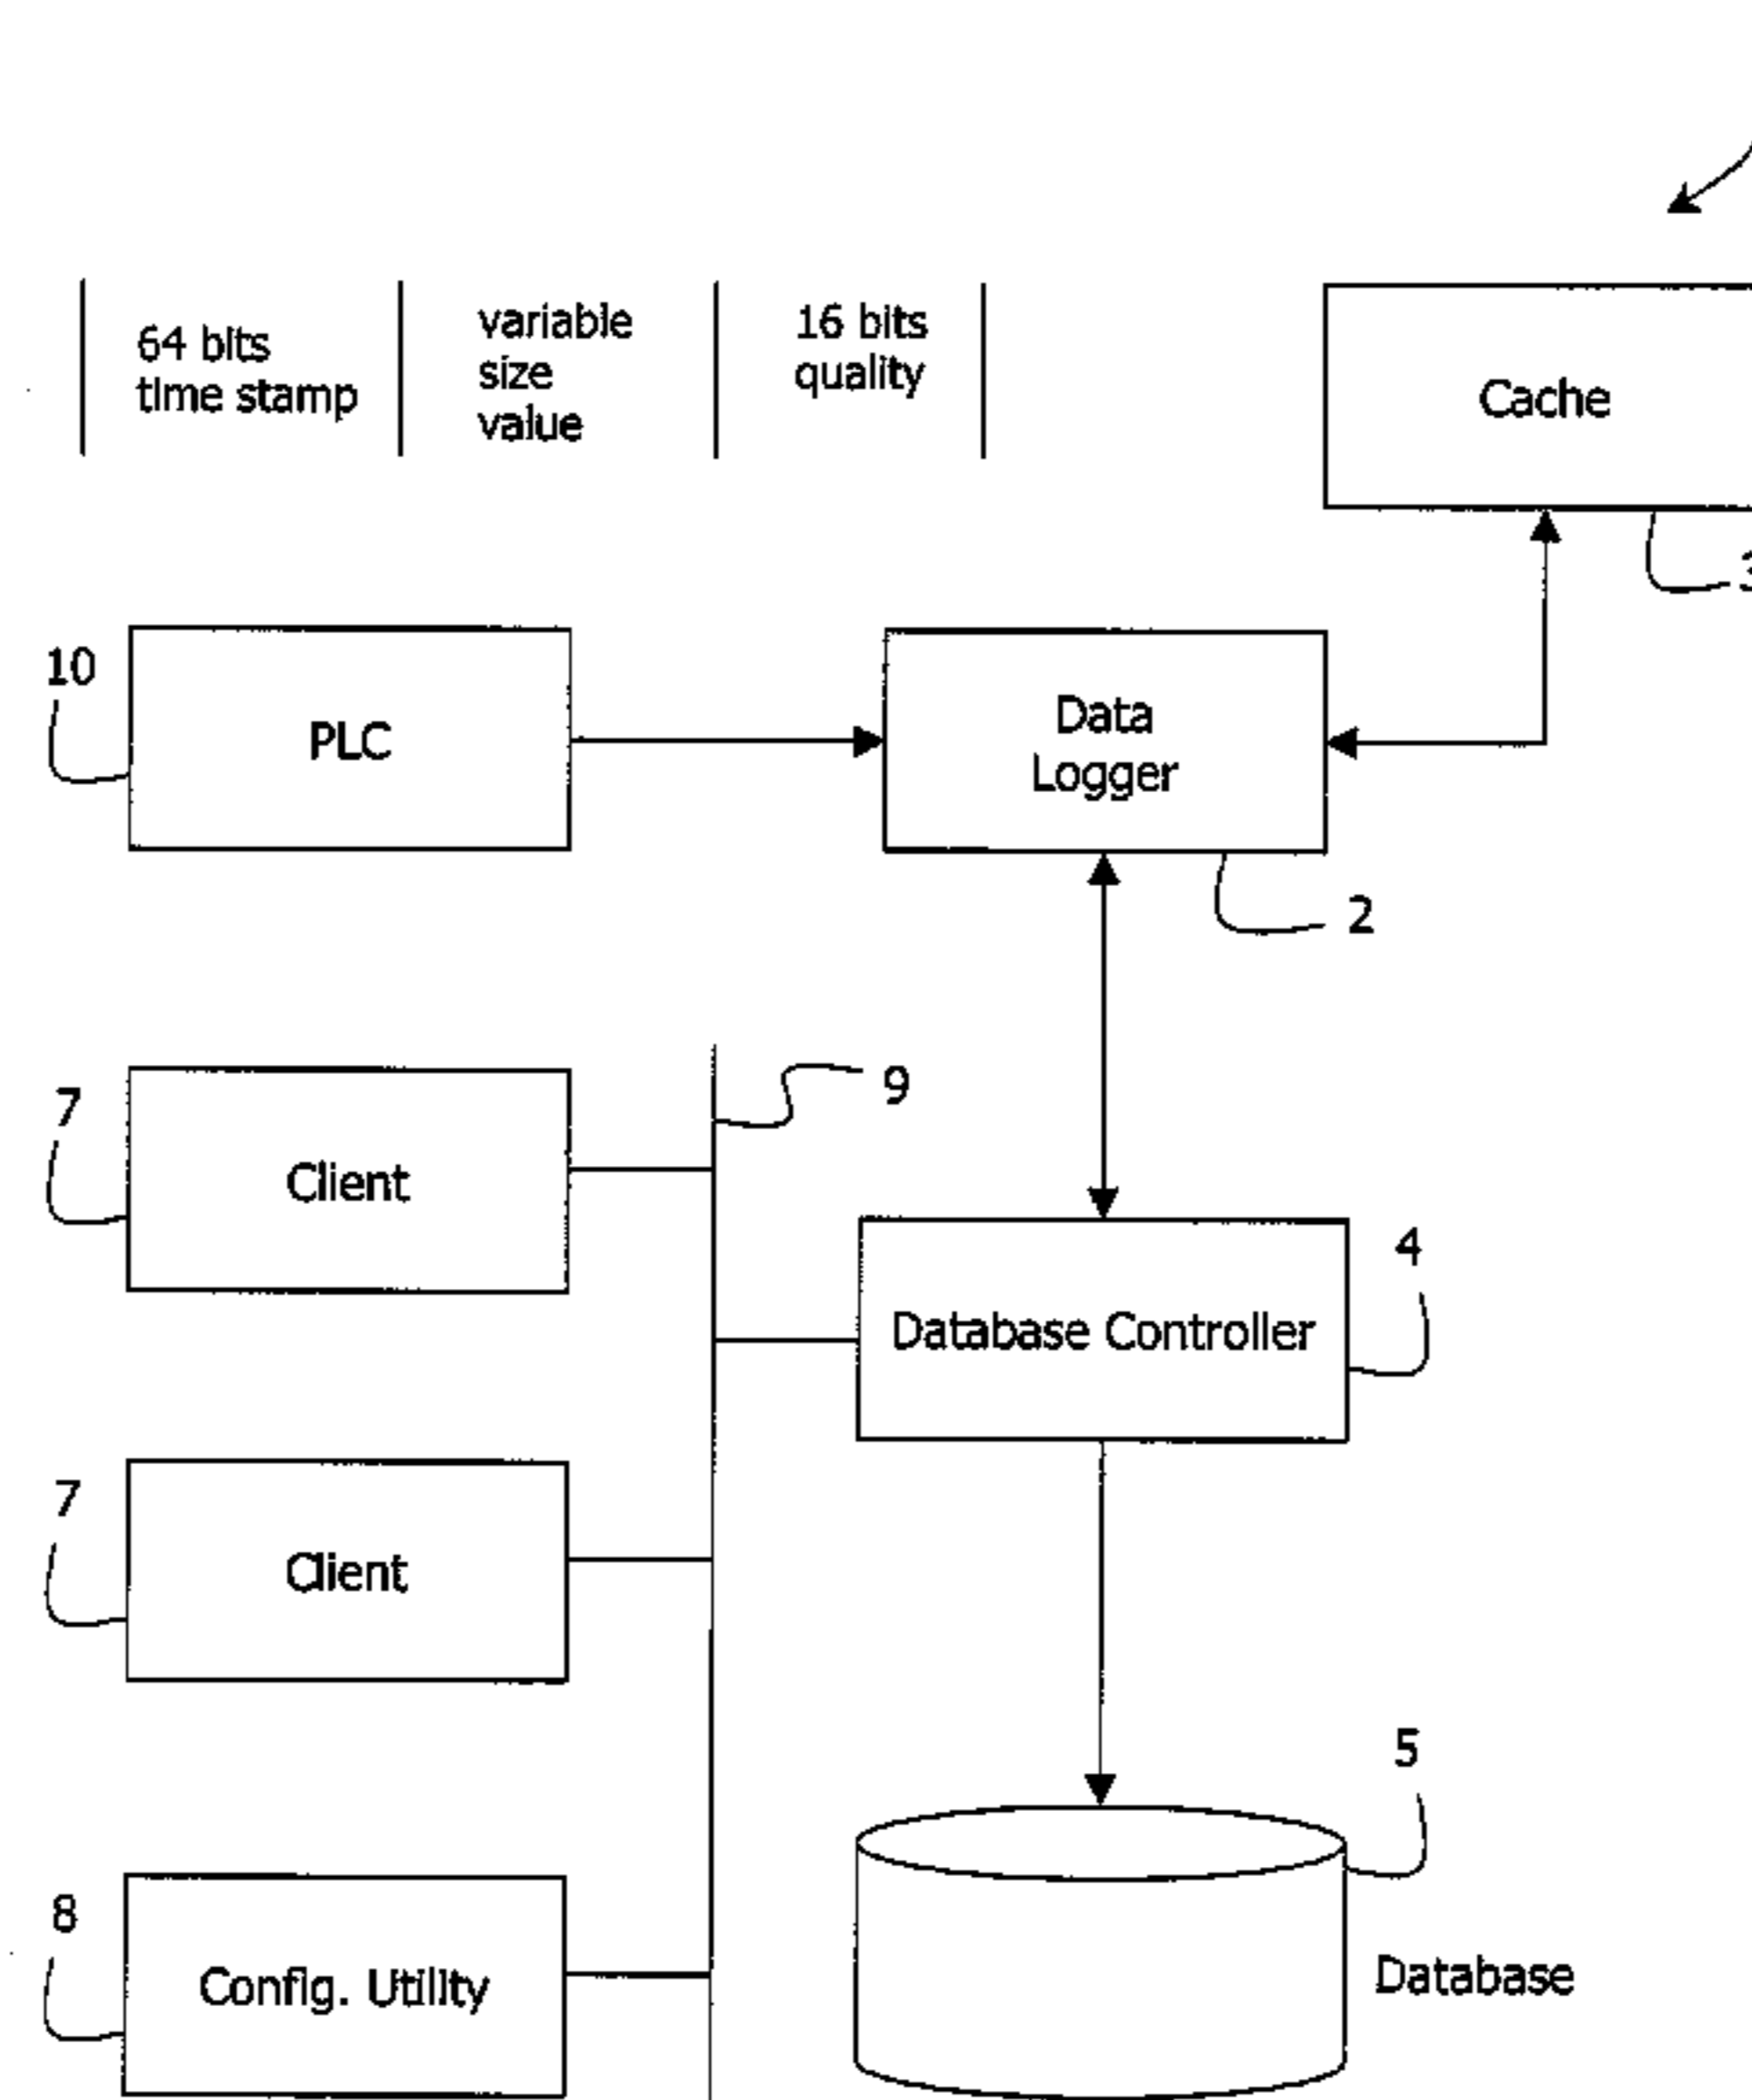 64 bits
time stamp
variable
size
value
16 bits
quality
Cache
3
10
PLC
Data
Logger
2
7
Client
9
4
Database Controller
7
Client
5
8
Config. Utility
Database